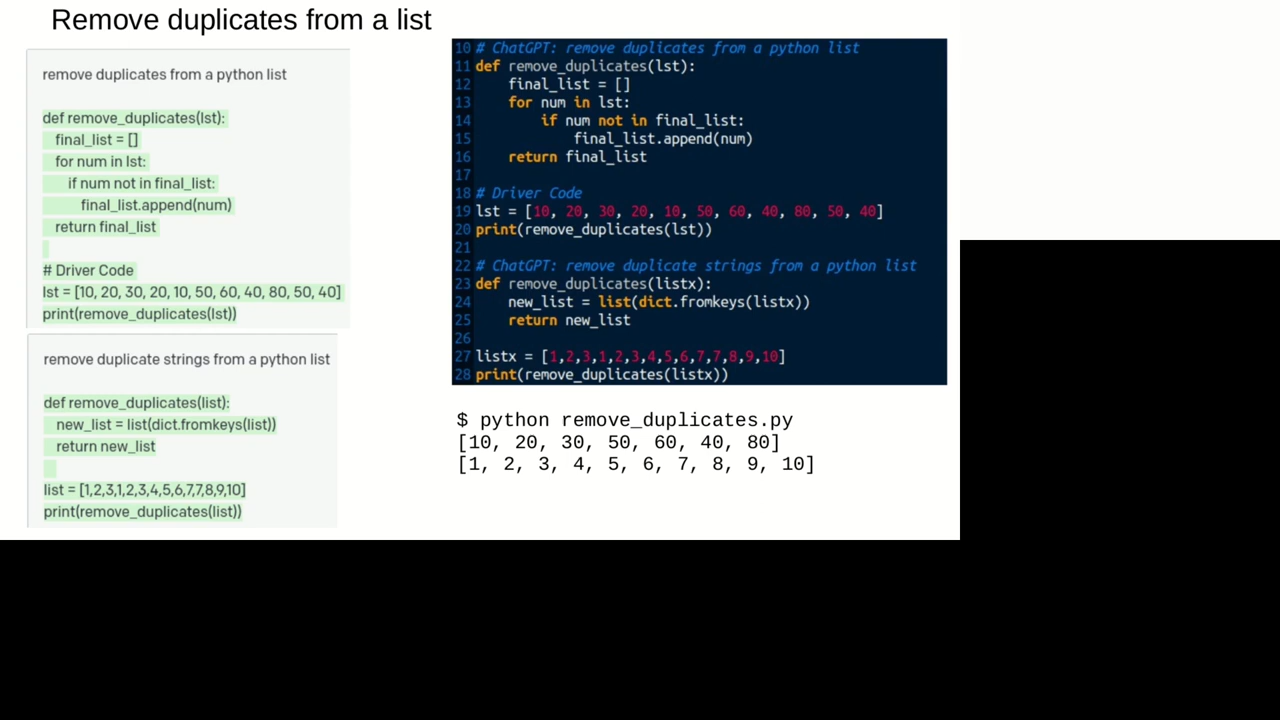 Remove duplicates from a list
remove duplicates from a python list
def remove_duplicates(lst):
final_list = []
for num in lst:
if num not in final_list:
final_list.append(num)
return final_list
# Driver Code
lst = [10, 20, 30, 20, 10, 50, 60, 40, 80, 50, 40]
print(remove_duplicates(lst))
remove duplicate strings from a python list
def remove_duplicates(list):
new_list = list(dict.fromkeys(list))
return new_list
list = [1,2,3,1,2,3,4,5,6,7,7,8,9,10]
print(remove_duplicates(list))
10 # ChatGPT: remove duplicates from a python list
11 def remove_duplicates(lst):
12 final_list = []
13 for num in lst:
14 if num not in final_list:
15 final_list.append(num)
16 return final_list
17
18 # Driver Code
19 lst = [10, 20, 30, 20, 10, 50, 60, 40, 80, 50, 40]
20 print(remove_duplicates(lst))
21
22 # ChatGPT: remove duplicate strings from a python list
23 def remove_duplicates(listx):
24 new_list = list(dict.fromkeys(listx))
25 return new_list
26
27 listx = [1,2,3,1,2,3,4,5,6,7,7,8,9,10]
28 print(remove_duplicates(listx))
$ python remove_duplicates.py
[10, 20, 30, 50, 60, 40, 80]
[1, 2, 3, 4, 5, 6, 7, 8, 9, 10]